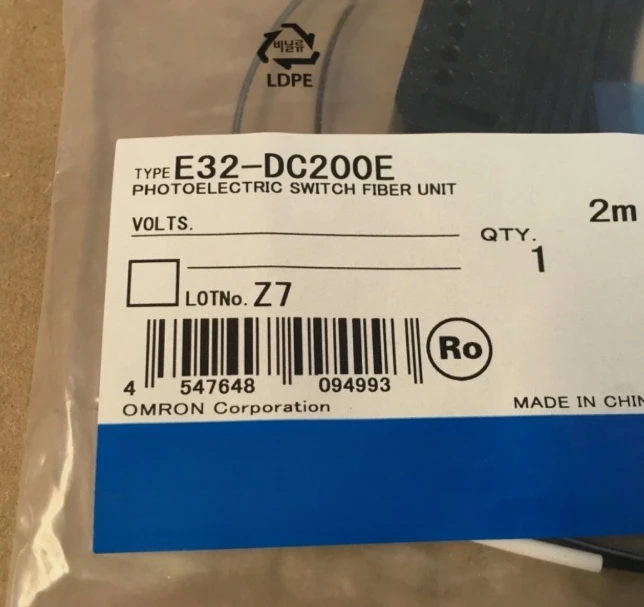 비닐류
LDPE
TYPE E32-DC200E
PHOTOELECTRIC SWITCH FIBER UNIT
2m
VOLTS.
QTY.
1
LOTNo. Z7
Ro
4 547648 094993
OMRON Corporation
MADE IN CHIN